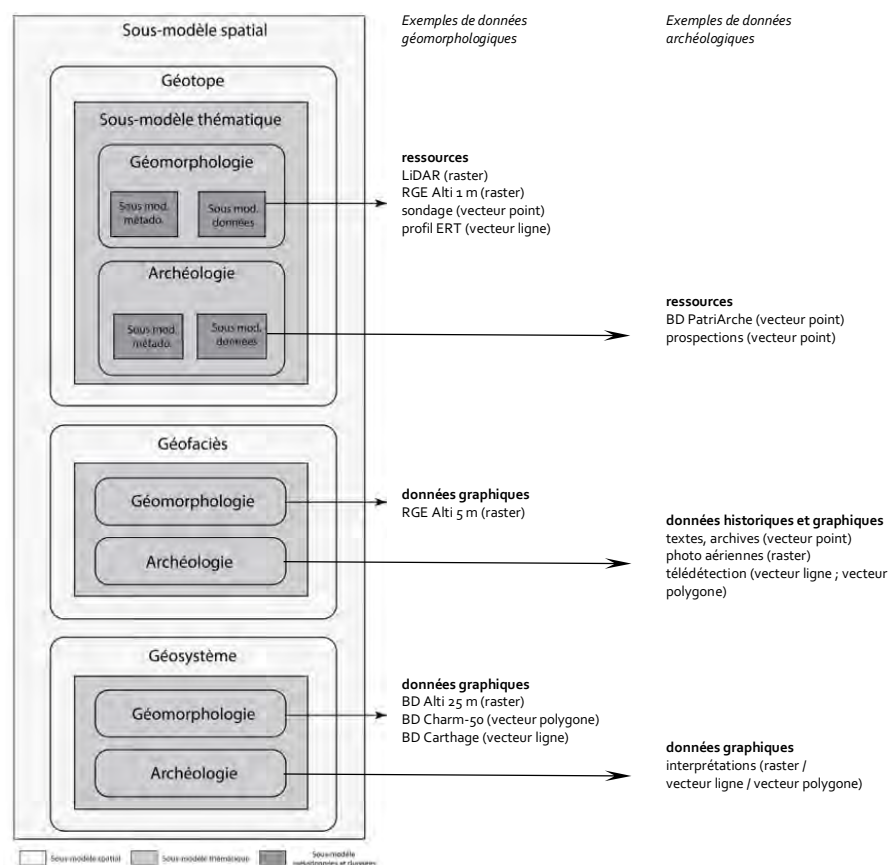 Sous-modèle spatial
Exemples de données
géomorphologiques
Exemples de données
archéologiques
Géotope
Sous-modèle thématique
Géomorphologie
Sous mod.
métado.
Sous mod.
données
ressources
LiDAR (raster)
RGE Alti 1 m (raster)
sondage (vecteur point)
profil ERT (vecteur ligne)
Archéologie
Sous mod.
métado.
Sous mod.
données
ressources
BD PatriArche (vecteur point)
prospections (vecteur point)
Géofaciès
Géomorphologie
données graphiques
RGE Alti 5 m (raster)
Archéologie
données historiques et graphiques
textes, archives (vecteur point)
photo aériennes (raster)
télédétection (vecteur ligne ; vecteur
polygone)
Géosystème
Géomorphologie
données graphiques
BD Alti 25 m (raster)
BD Charm-50 (vecteur polygone)
BD Carthage (vecteur ligne)
Archéologie
données graphiques
interprétations (raster /
vecteur ligne / vecteur polygone)
Sous-modèle spatial
Sous-modèle thématique
Sous-modèle
métadonnées et données